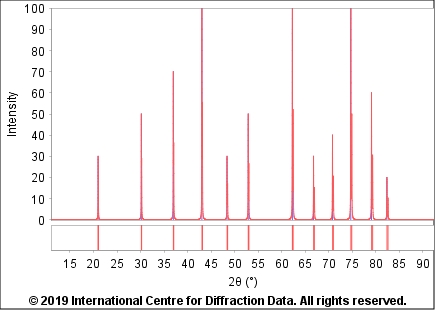 100
90
80
70
60
50
40
30
20
10
0
Intensity
15 20 25 30 35 40 45 50 55 60 65 70 75 80 85 90
2θ (°)
© 2019 International Centre for Diffraction Data. All rights reserved.